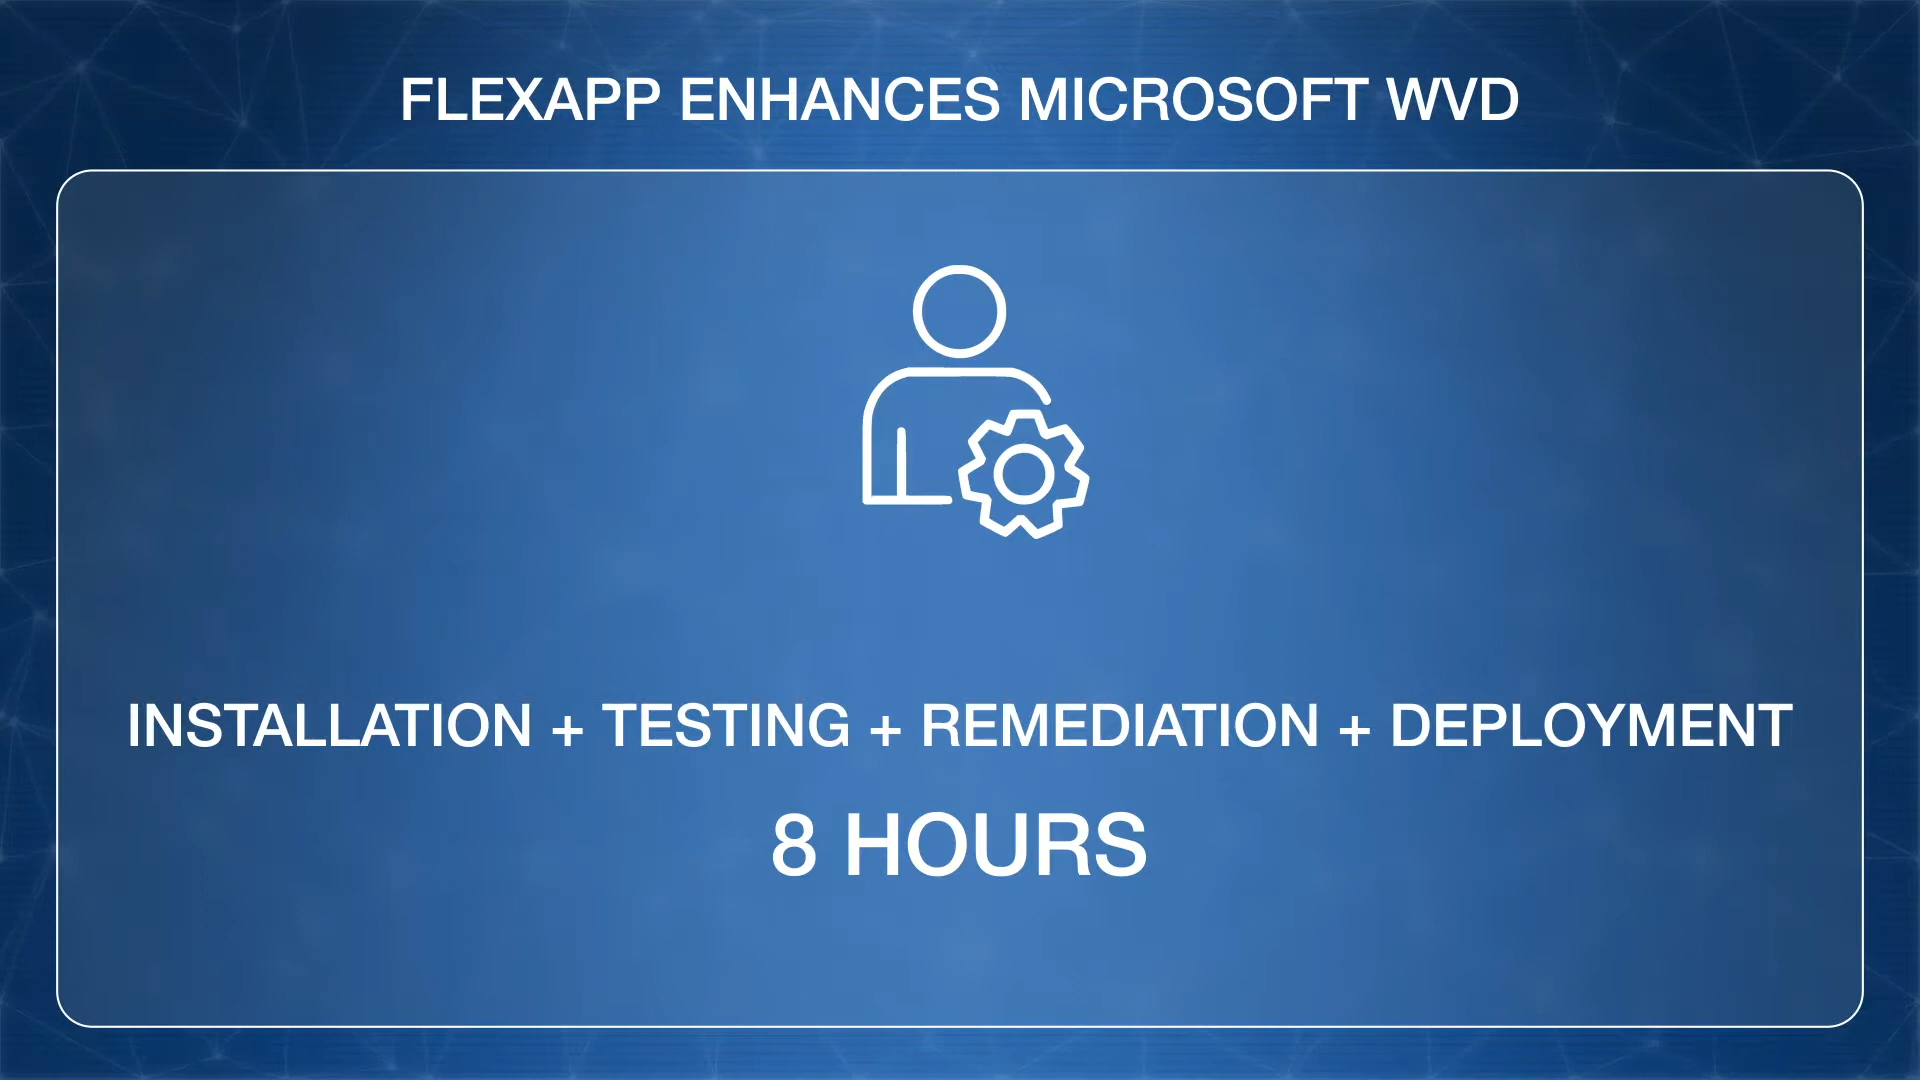 FLEXAPP ENHANCES MICROSOFT WVD
INSTALLATION + TESTING + REMEDIATION + DEPLOYMENT
8 HOURS